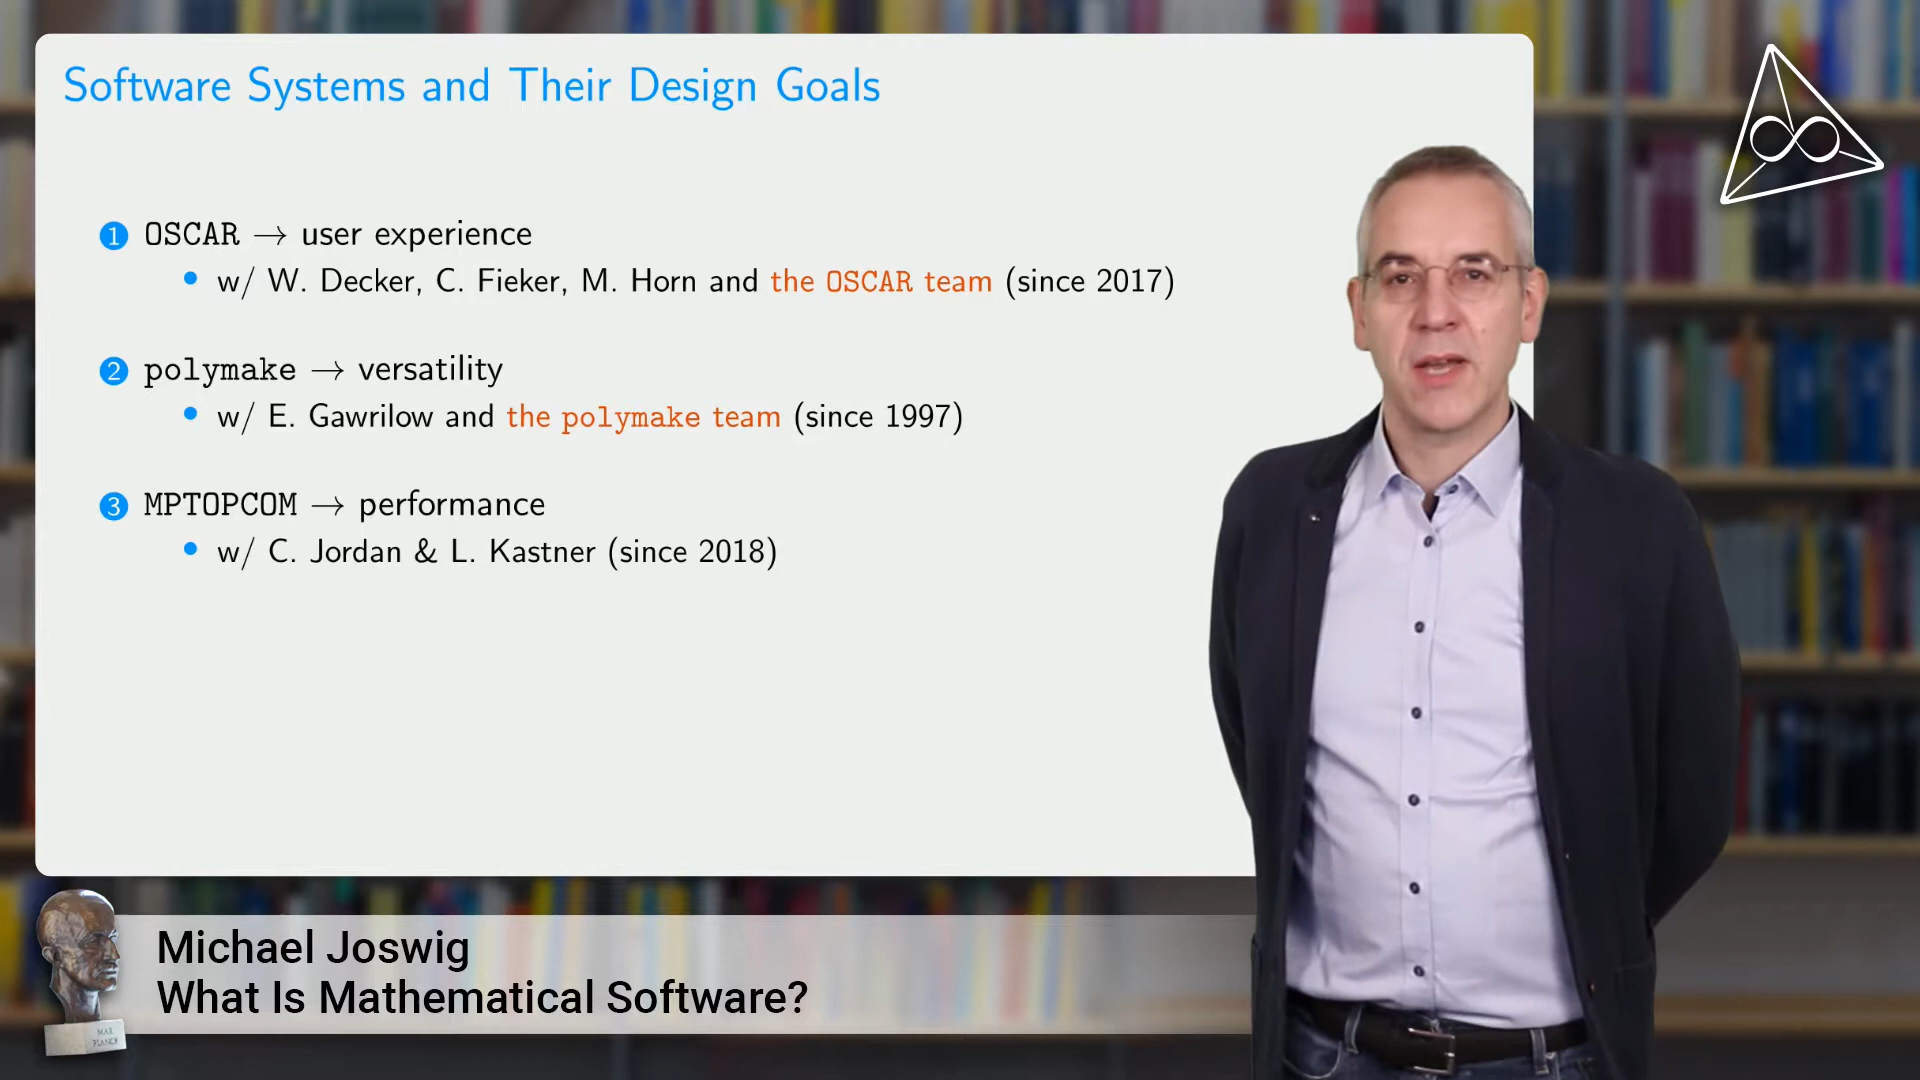 Software Systems and Their Design Goals
1 OSCAR → user experience
• w/ W. Decker, C. Fieker, M. Horn and the OSCAR team (since 2017)
2 polymake → versatility
• w/ E. Gawrilow and the polymake team (since 1997)
3 MPTOPCOM → performance
• w/ C. Jordan & L. Kastner (since 2018)
Michael Joswig
What Is Mathematical Software?
MAX
PLANCK